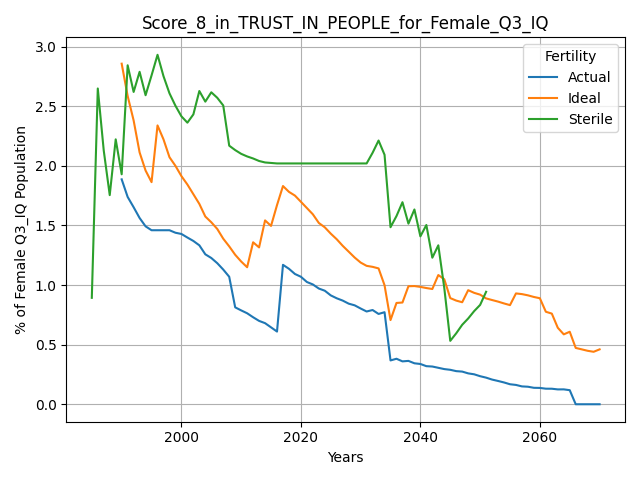 Score_8_in_TRUST_IN_PEOPLE_for_Female_Q3_IQ
% of Female Q3_IQ Population
3.0
2.5
2.0
1.5
1.0
0.5
0.0
Fertility
Actual
Ideal
Sterile
2000
2020
2040
2060
Years